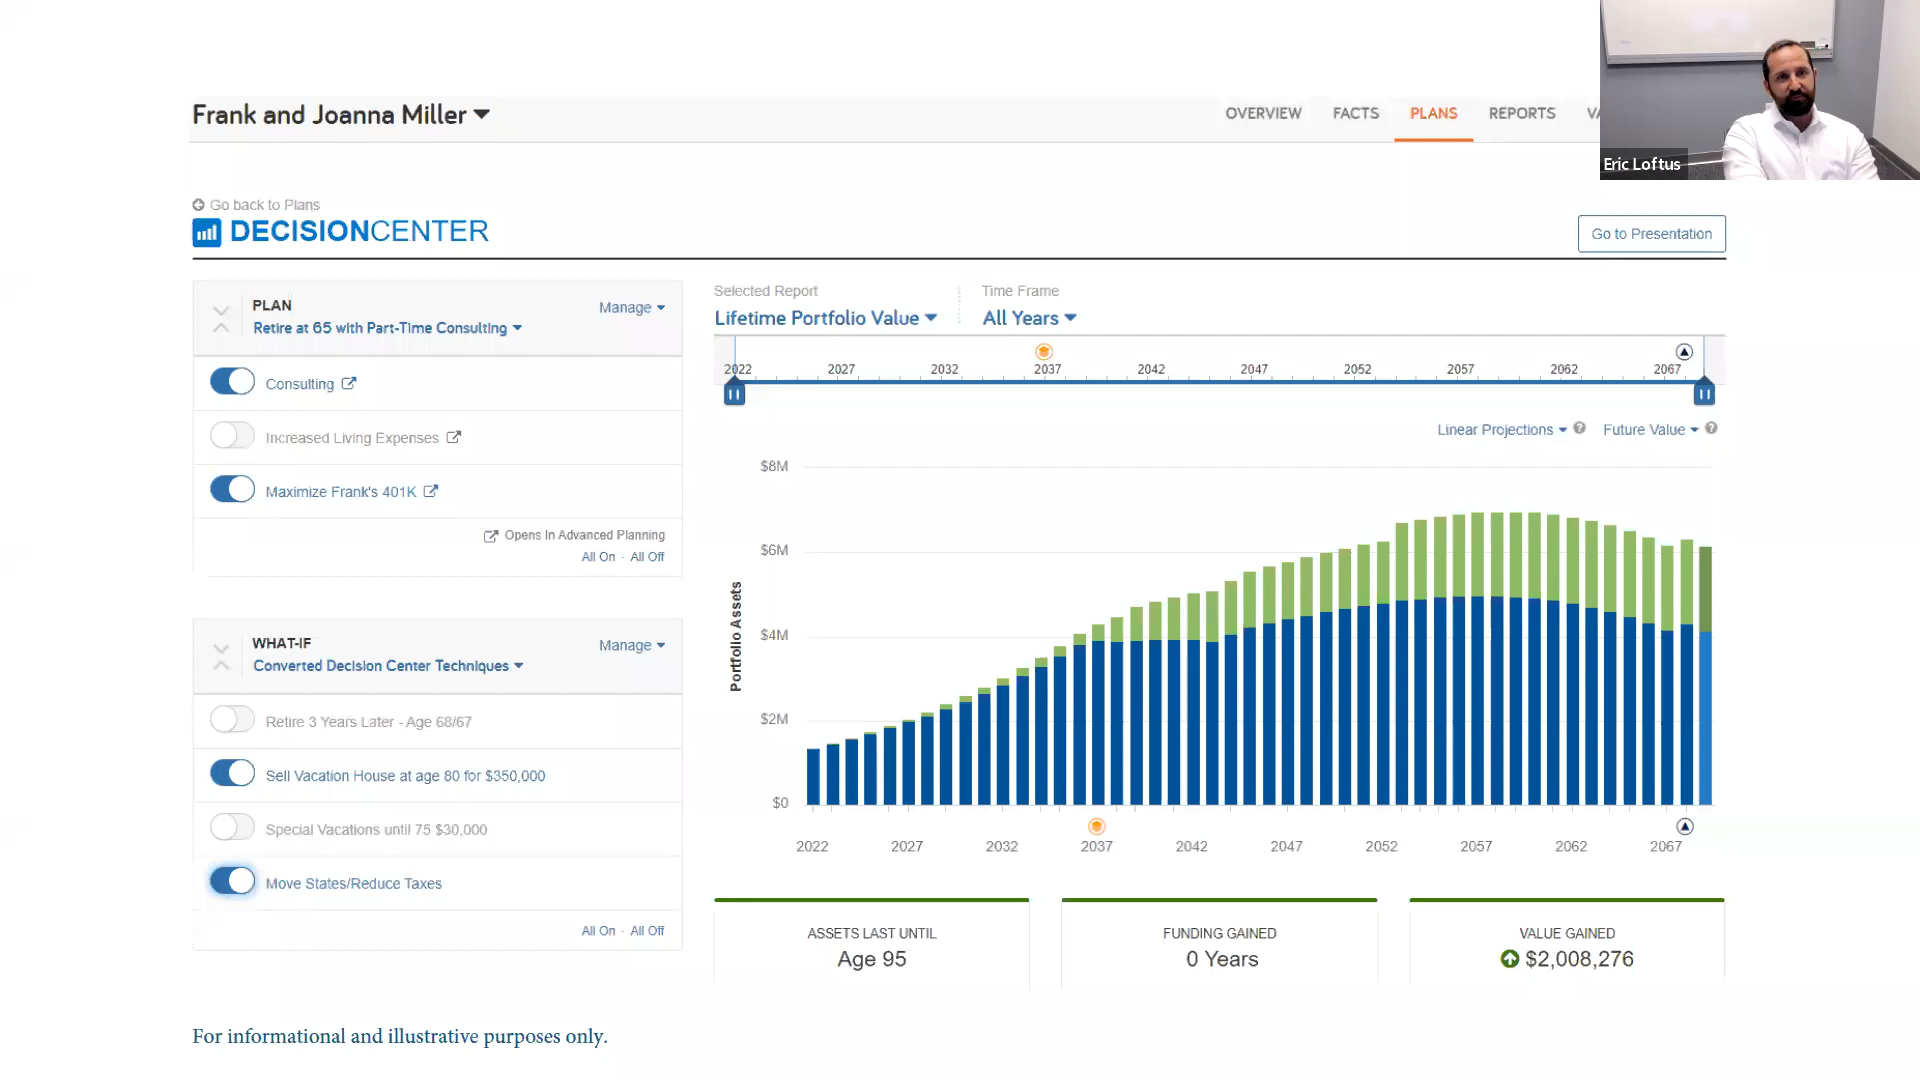 Frank and Joanna Miller
OVERVIEW FACTS PLANS REPORTS
Eric Loftus
Go back to Plans
DECISIONCENTER
Go to Presentation
PLAN
Manage
Retire at 65 with Part-Time Consulting
Consulting
Increased Living Expenses
Maximize Frank's 401K
Opens In Advanced Planning
All On - All Off
WHAT-IF
Manage
Converted Decision Center Techniques
Retire 3 Years Later - Age 68/67
Sell Vacation House at age 80 for $350,000
Special Vacations until 75 $30,000
Move States/Reduce Taxes
All On - All Off
Selected Report
Lifetime Portfolio Value
Time Frame
All Years
2022 2027 2032 2037 2042 2047 2052 2057 2062 2067
Linear Projections ? Future Value ?
Portfolio Assets
$8M
$6M
$4M
$2M
$0
2022 2027 2032 2037 2042 2047 2052 2057 2062 2067
ASSETS LAST UNTIL
Age 95
FUNDING GAINED
0 Years
VALUE GAINED
$2,008,276
For informational and illustrative purposes only.